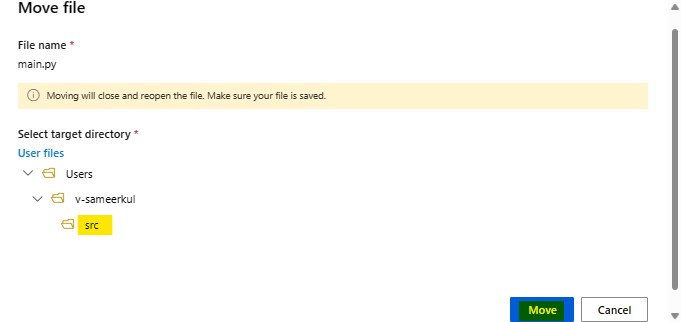 Move file
File name *
main.py
Moving will close and reopen the file. Make sure your file is saved.
Select target directory *
User files
Users
v-sameerkul
src
Move Cancel